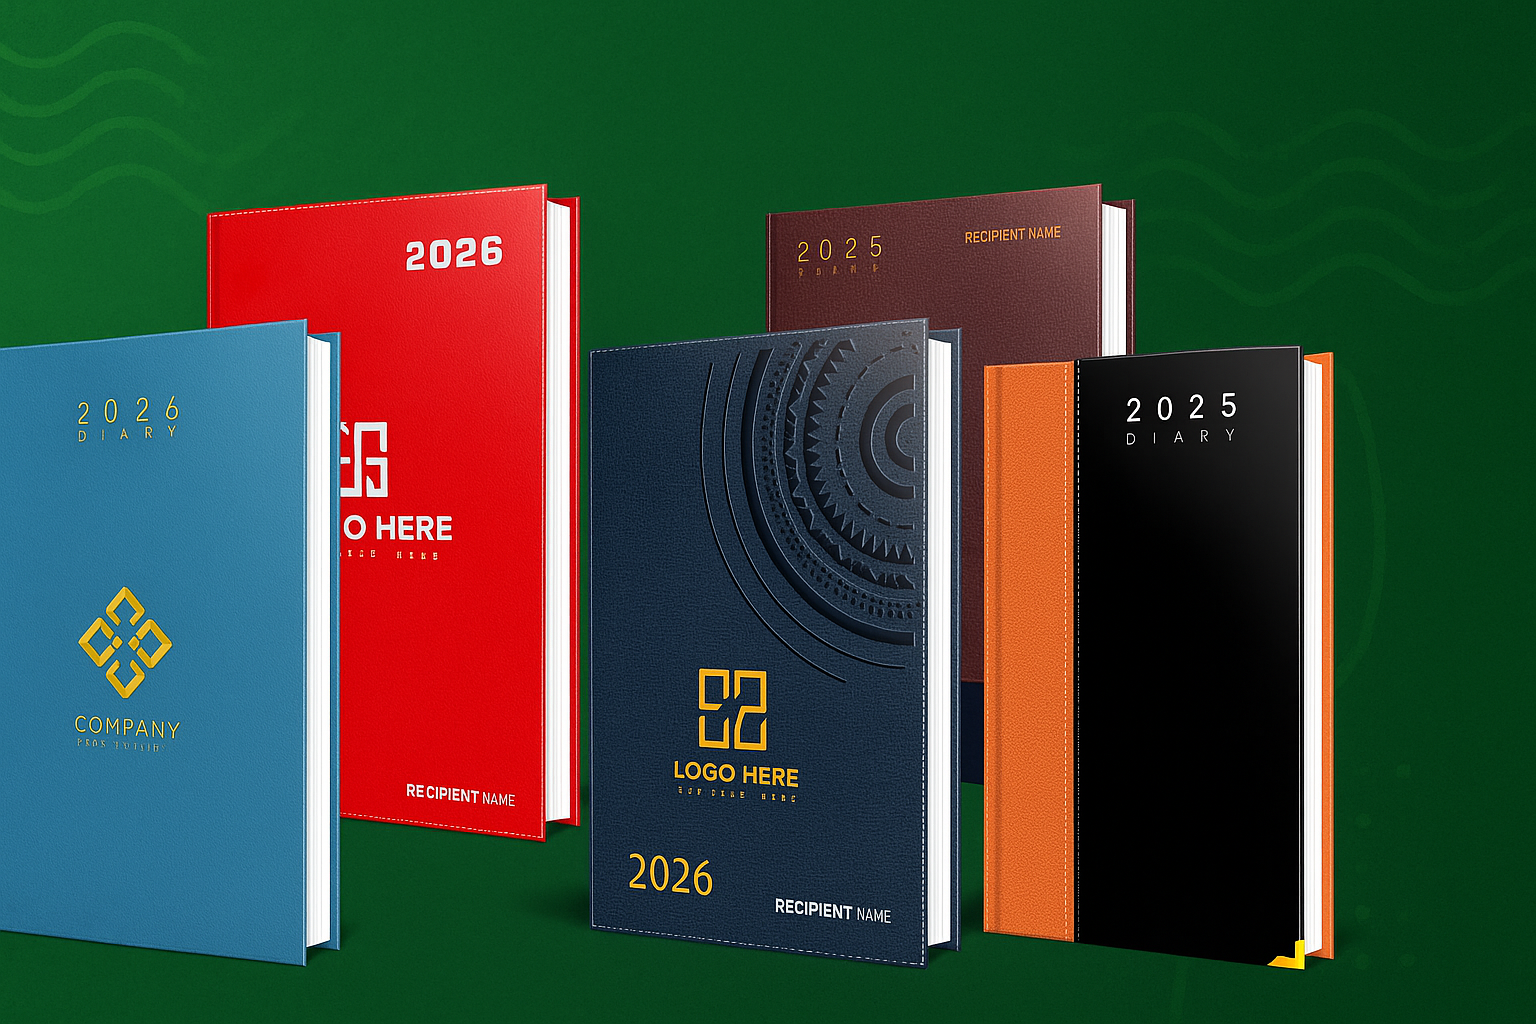 2026
DIARY
COMPANY
2026
O HERE
RECIPIENT NAME
2025
RECIPIENT NAME
LOGO HERE
2026
RECIPIENT NAME
2025
DIARY